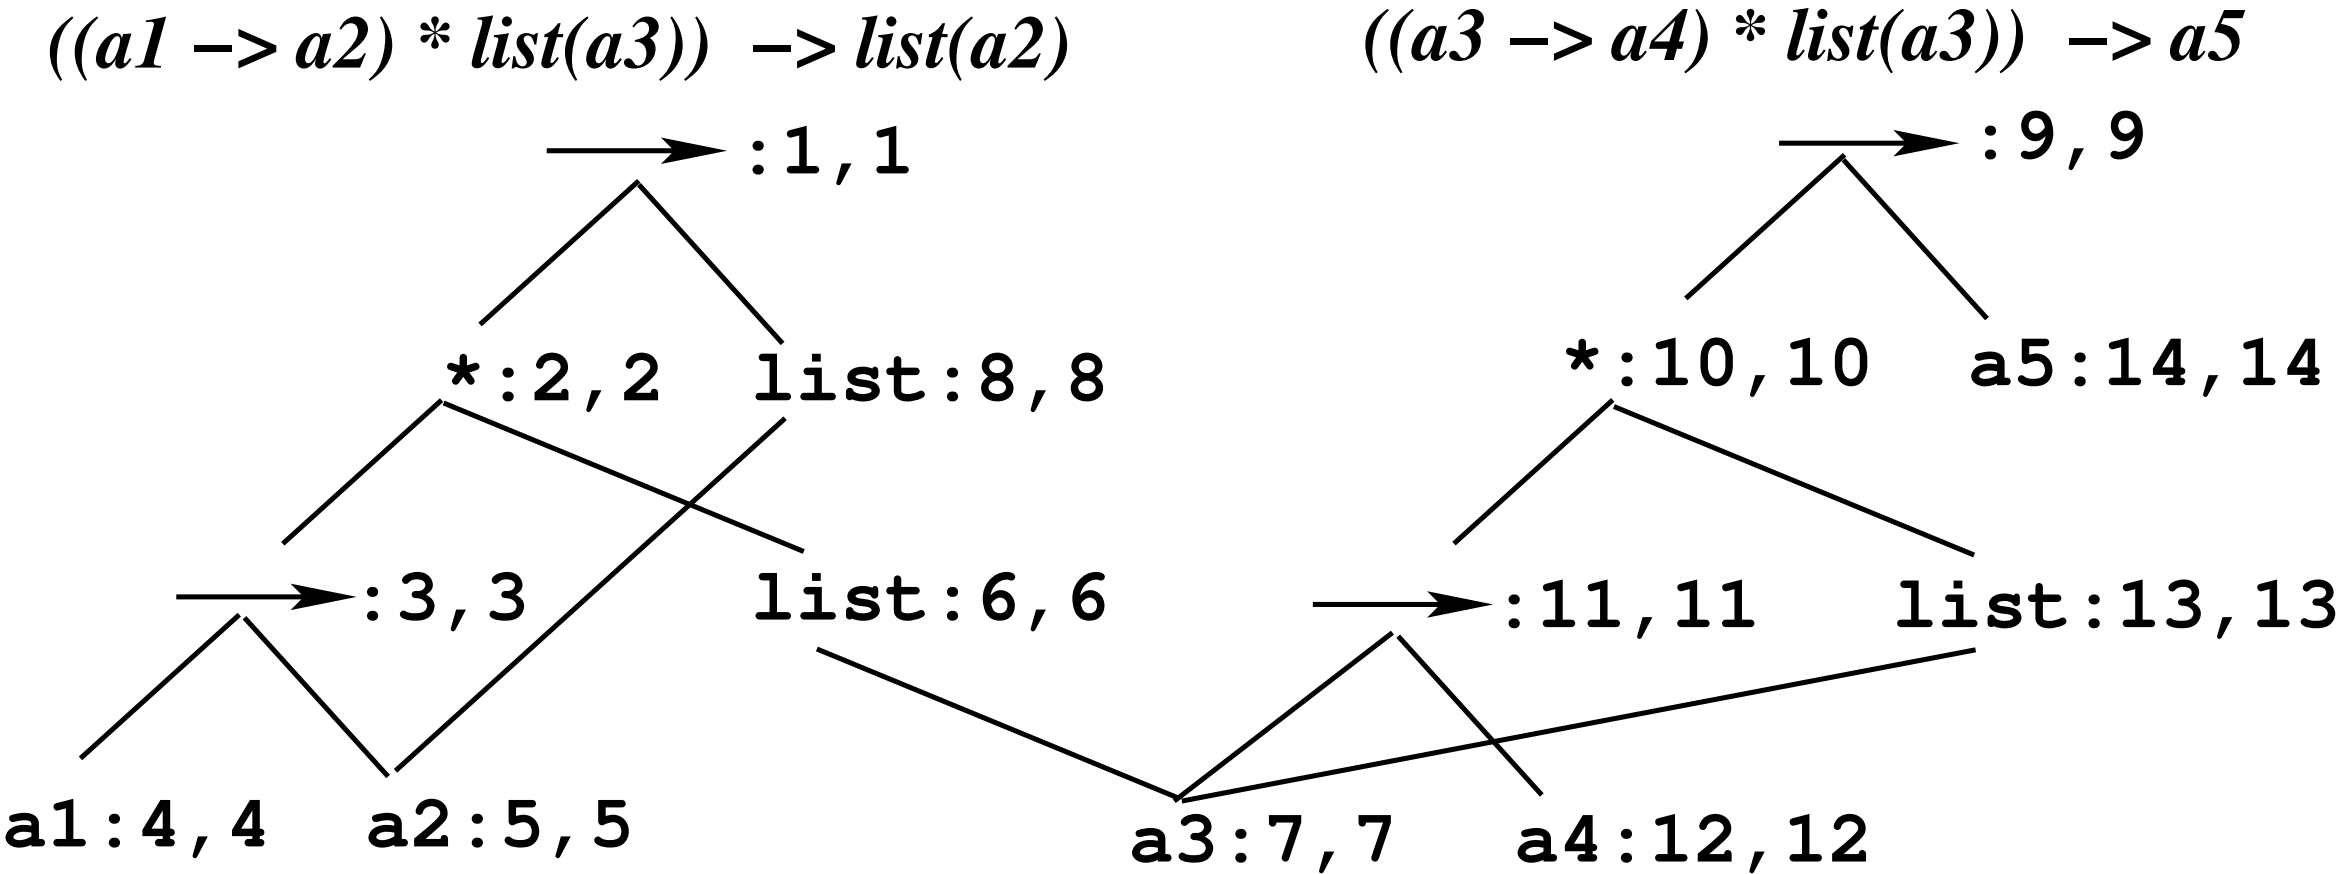 ((a1 –> a2) * list(a3)) –> list(a2) ((a3 –> a4) * list(a3)) –> a5
:1,1 :9,9
*:2,2 list:8,8 *:10,10 a5:14,14
:3,3 list:6,6 :11,11 list:13,13
a1:4,4 a2:5,5 a3:7,7 a4:12,12